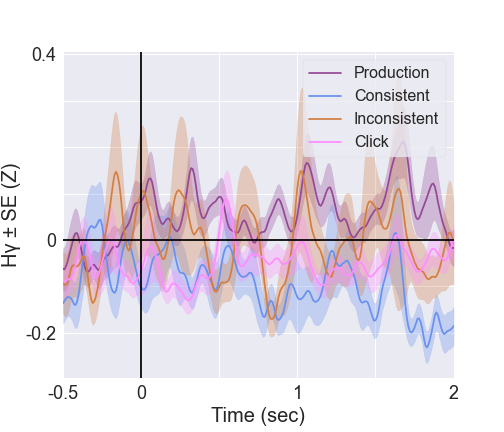 0.4
Production
Consistent
Inconsistent
Click
Hγ ± SE (Z)
0
-0.2
-0.5
0
1
2
Time (sec)